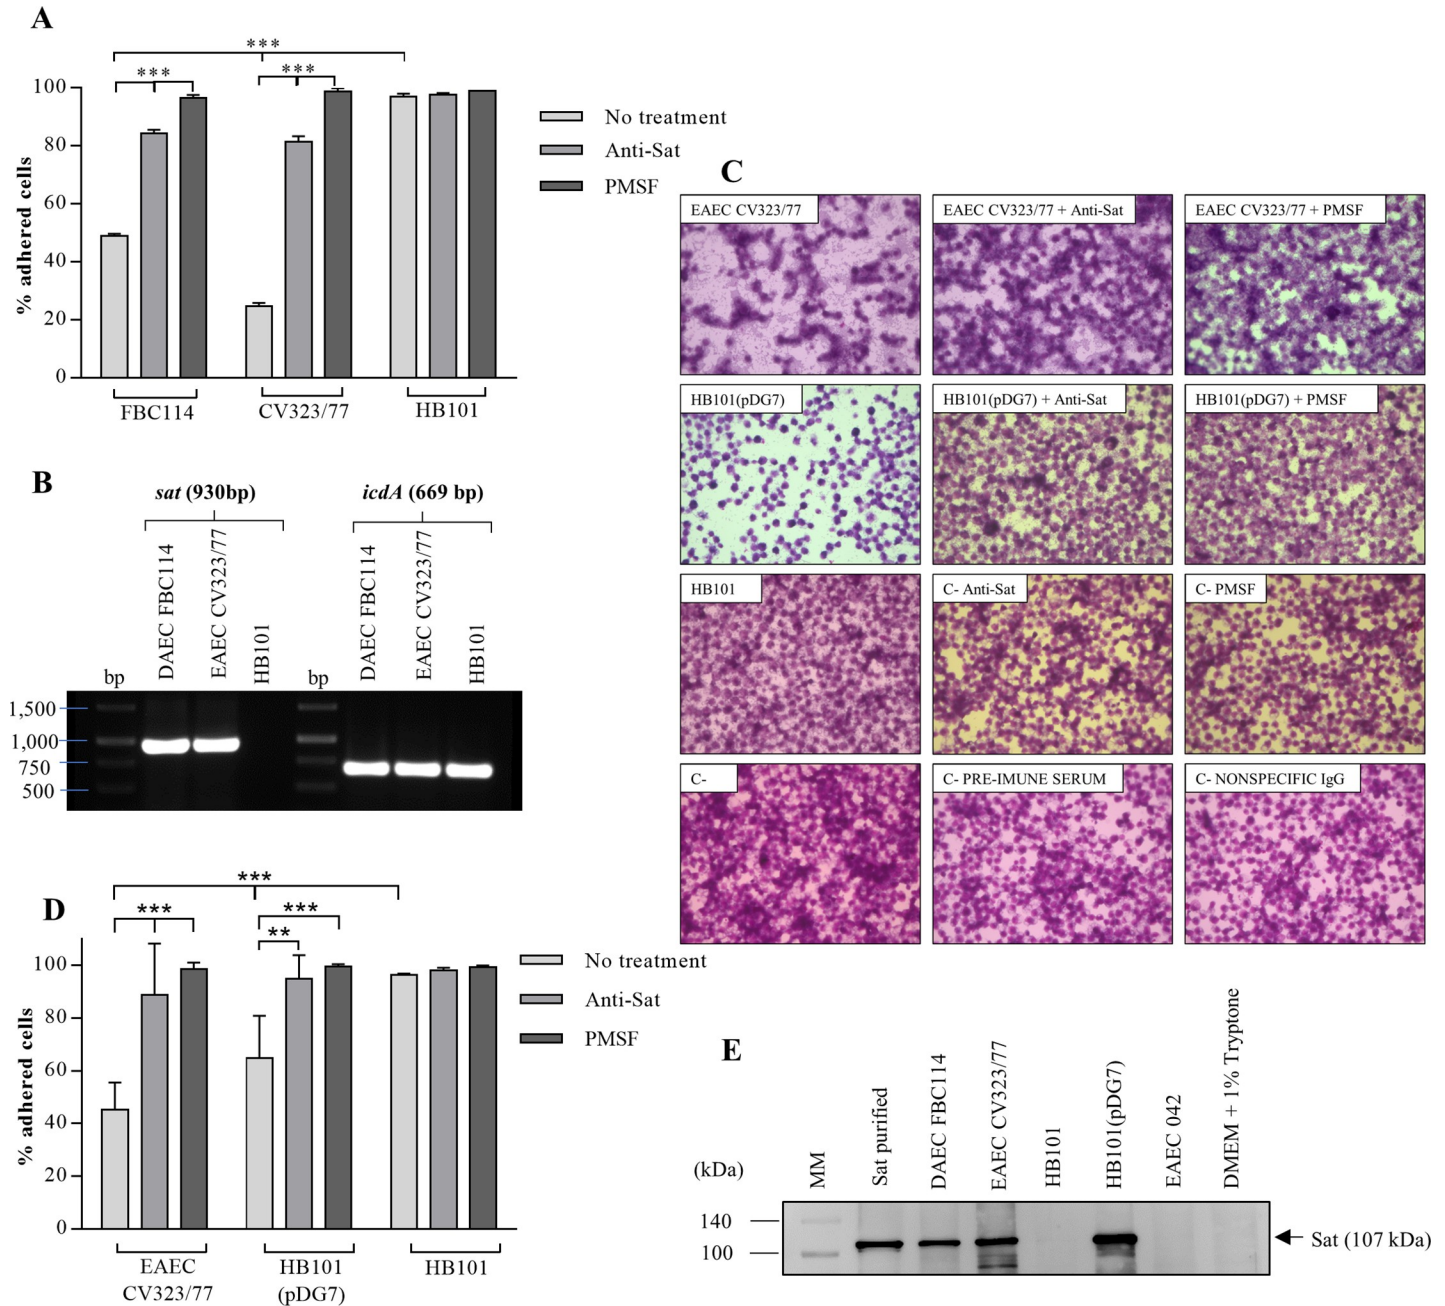 A
***
***
***
100
80
60
40
20
0
% adhered cells
FBC114
CV323/77
HB101
No treatment
Anti-Sat
PMSF
B
sat (930bp)
icdA (669 bp)
bp
DAEC FBC114
EAEC CV323/77
HB101
bp
DAEC FBC114
EAEC CV323/77
HB101
1,500
1,000
750
500
C
EAEC CV323/77
EAEC CV323/77 + Anti-Sat
EAEC CV323/77 + PMSF
HB101(pDG7)
HB101(pDG7) + Anti-Sat
HB101(pDG7) + PMSF
HB101
C- Anti-Sat
C- PMSF
C-
C- PRE-IMUNE SERUM
C- NONSPECIFIC IgG
D
***
***
***
**
100
80
60
40
20
0
% adhered cells
EAEC
CV323/77
HB101
(pDG7)
HB101
No treatment
Anti-Sat
PMSF
E
(kDa)
MM
Sat purified
DAEC FBC114
EAEC CV323/77
HB101
HB101(pDG7)
EAEC 042
DMEM + 1% Tryptone
140
100
Sat (107 kDa)